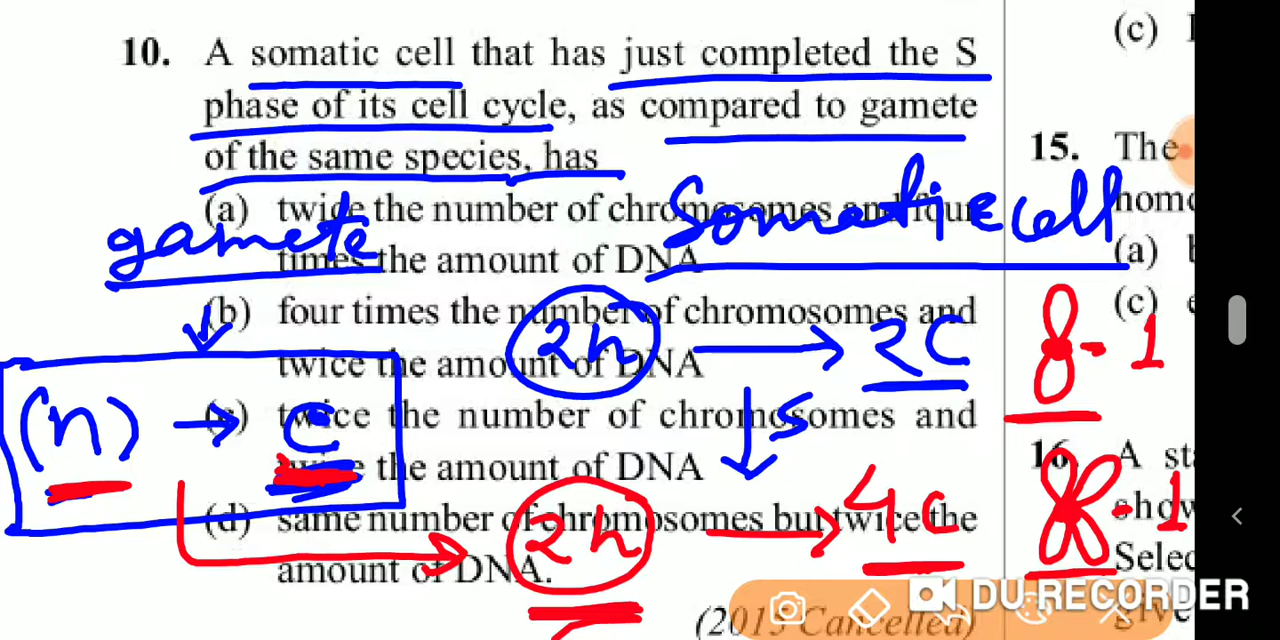 10. A somatic cell that has just completed the S
phase of its cell cycle, as compared to gamete
of the same species, has
(a) twice the number of chromosomes and four
times the amount of DNA
(b) four times the number of chromosomes and
twice the amount of DNA
(c) twice the number of chromosomes and
twice the amount of DNA
(d) same number of chromosomes but twice the
amount of DNA.
(2015 Cancelled)
gamete
(n) → C
Somatic cell
2n → 2C
↓ S
2n → 4C
8 - 1
- 1
(c)
15. The
homo
(a)
(c)
16. A sta
show
Selec
give
DU RECORDER